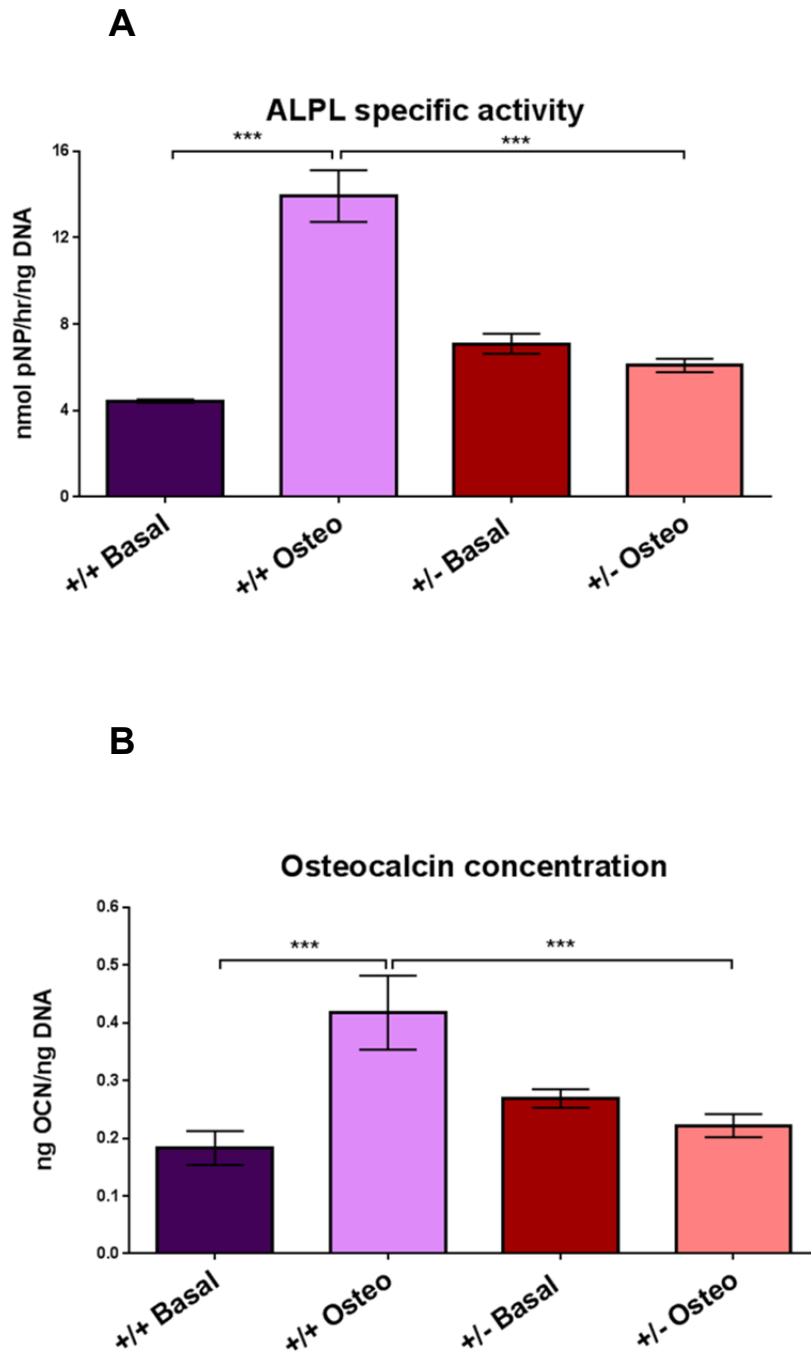 A
ALPL specific activity
*** ***
16
12
8
4
0
nmol pNP/hr/ng DNA
+/+ Basal
+/+ Osteo
+/- Basal
+/- Osteo
B
Osteocalcin concentration
0.6
*** ***
0.5
0.4
0.3
0.2
0.1
0.0
ng OCN/ng DNA
+/+ Basal
+/+ Osteo
+/- Basal
+/- Osteo